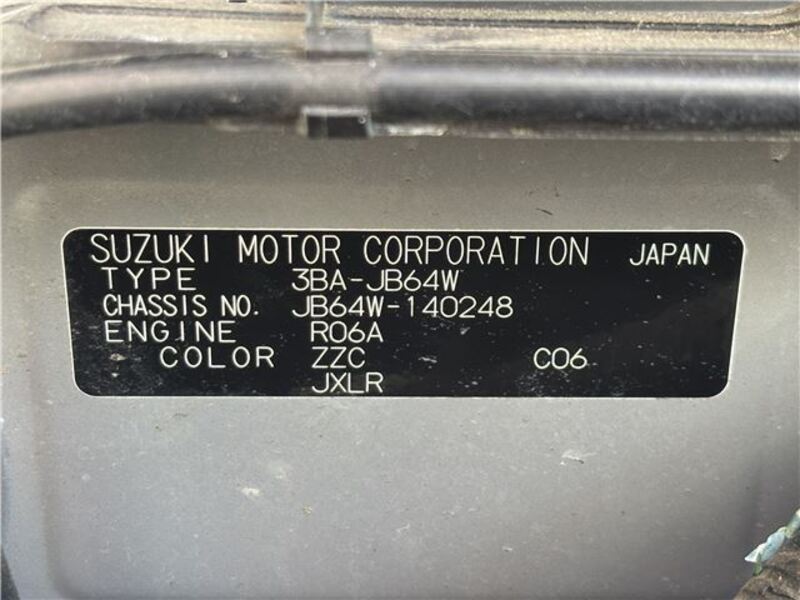 SUZUKI MOTOR CORPORATION JAPAN
TYPE 3BA-JB64W
CHASSIS NO. JB64W-140248
ENGINE R06A
COLOR ZZC C06
JXLR